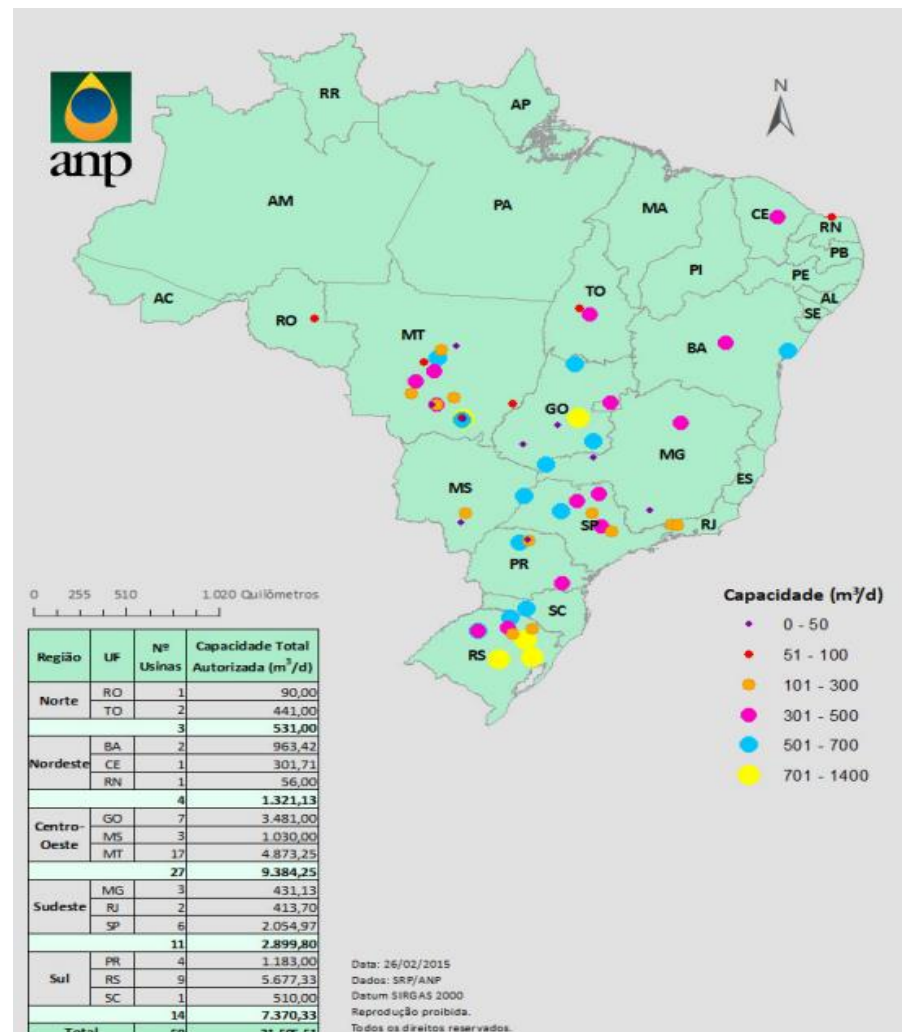 RR
AP
N
anp
AM
PA
MA
CE
RN
PB
PI
PE
AC
TO
AL
SE
RO
MT
BA
GO
MG
ES
MS
SP
RJ
PR
SC
RS
0 255 510 1.020 Quilômetros
Capacidade (m³/d)
0 - 50
51 - 100
101 - 300
301 - 500
501 - 700
701 - 1400
Região UF Nº Usinas Capacidade Total Autorizada (m³/d)
Norte
RO 1 90,00
TO 2 441,00
3 531,00
Nordeste
BA 2 963,42
CE 1 301,71
RN 1 56,00
4 1.321,13
Centro-Oeste
GO 7 3.481,00
MS 3 1.030,00
MT 17 4.873,25
27 9.384,25
Sudeste
MG 3 431,13
RJ 2 413,70
SP 6 2.054,97
11 2.899,80
Sul
PR 4 1.183,00
RS 9 5.677,33
SC 1 510,00
14 7.370,33
Total
Data: 26/02/2015
Dados: SRP/ANP
Datum SIRGAS 2000
Reprodução proibida.
Todos os direitos reservados.